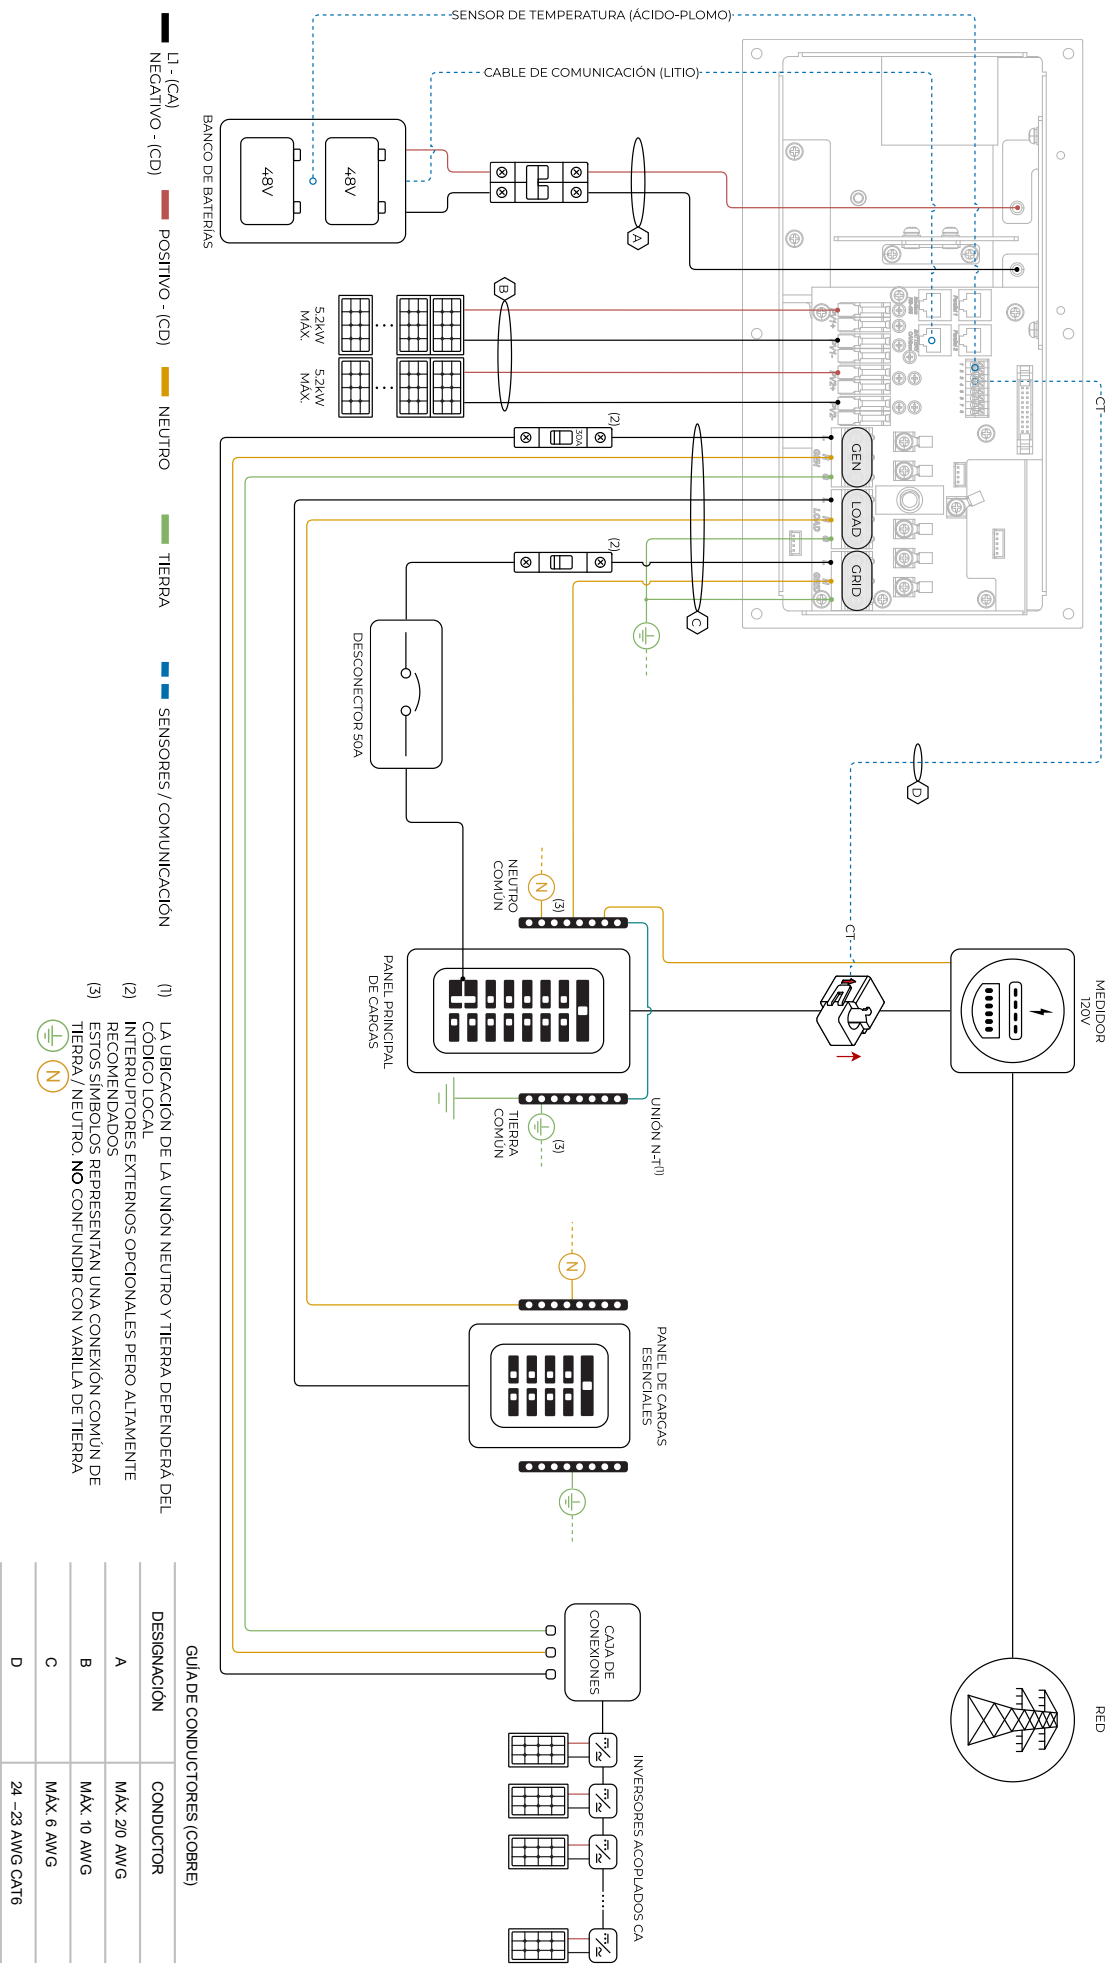 SENSOR DE TEMPERATURA (ÁCIDO-PLOMO)
CABLE DE COMUNICACIÓN (LITIO)
48V
48V
BANCO DE BATERÍAS
A
B
5.2kW
MÁX.
5.2kW
MÁX.
(2)
30A
(2)
C
GEN
LOAD
GRID
PV2+
PV2-
GEN
LOAD
CT
D
CT
DESCONECTOR 50A
MEDIDOR
120V
RED
NEUTRO
COMÚN
N
(3)
PANEL PRINCIPAL
DE CARGAS
UNIÓN N-T(1)
TIERRA
COMÚN
(3)
N
PANEL DE CARGAS
ESENCIALES
CAJA DE
CONEXIONES
INVERSORES ACOPLADOS CA
L1 - (CA)
NEGATIVO - (CD)
POSITIVO - (CD)
NEUTRO
TIERRA
SENSORES / COMUNICACIÓN
(1) LA UBICACIÓN DE LA UNIÓN NEUTRO Y TIERRA DEPENDERÁ DEL
CÓDIGO LOCAL
(2) INTERRUPTORES EXTERNOS OPCIONALES PERO ALTAMENTE
RECOMENDADOS
(3) ESTOS SÍMBOLOS REPRESENTAN UNA CONEXIÓN COMÚN DE
TIERRA / NEUTRO. NO CONFUNDIR CON VARILLA DE TIERRA
N
GUÍA DE CONDUCTORES (COBRE)
DESIGNACIÓN CONDUCTOR
A MÁX. 2/0 AWG
B MÁX. 10 AWG
C MÁX. 6 AWG
D 24 – 23 AWG CAT6